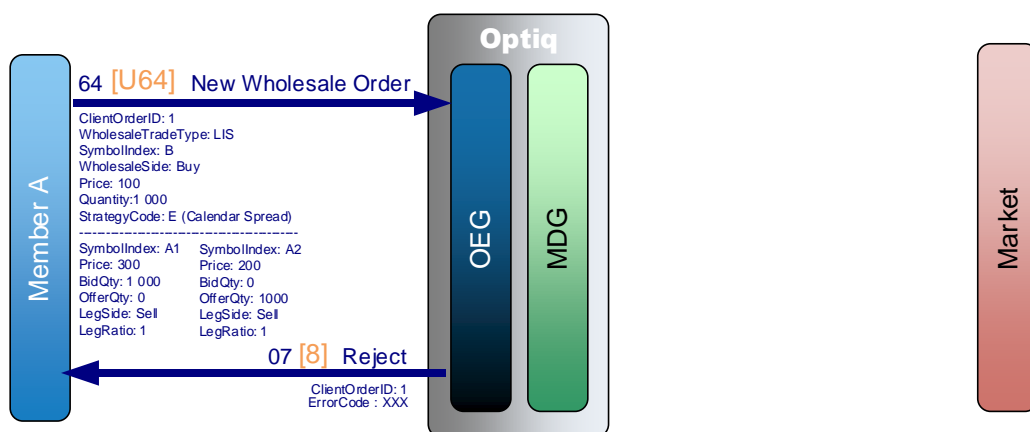 Optiq
64 [U64] New Wholesale Order
ClientOrderID: 1
WholesaleTradeType: LIS
SymbolIndex: B
WholesaleSide: Buy
Price: 100
Quantity:1 000
StrategyCode: E (Calendar Spread)
------------------------------------------
SymbolIndex: A1 SymbolIndex: A2
Price: 300 Price: 200
BidQty: 1 000 BidQty: 0
OfferQty: 0 OfferQty: 1000
LegSide: Sell LegSide: Sell
LegRatio: 1 LegRatio: 1
07 [8] Reject
ClientOrderID: 1
ErrorCode : XXX
Member A
OEG
MDG
Market